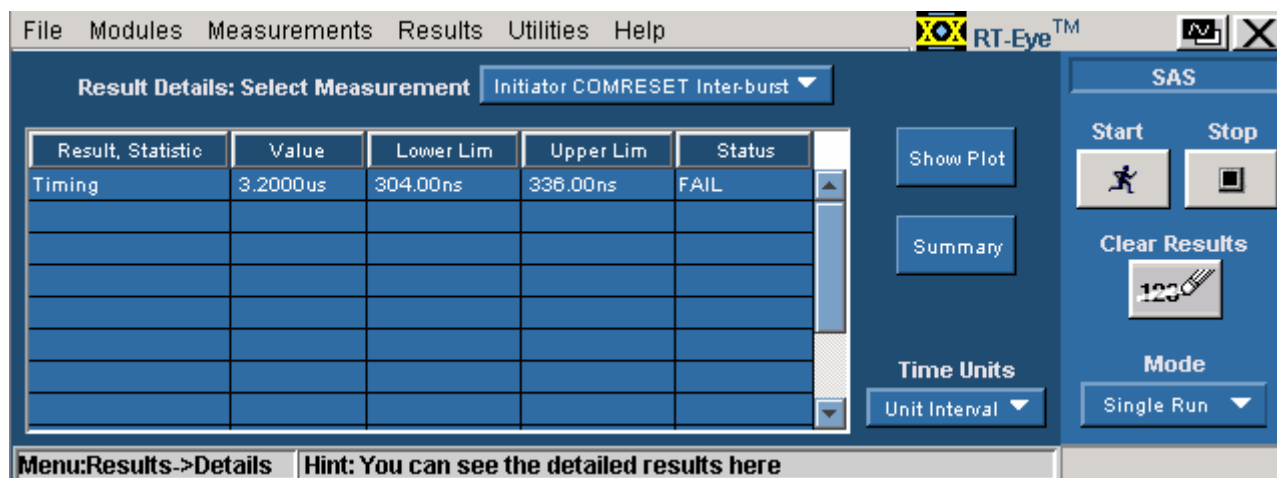 File Modules Measurements Results Utilities Help RT-Eye™
Result Details: Select Measurement Initiator COMRESET Inter-burst
SAS
Result, Statistic Value Lower Lim Upper Lim Status
Timing 3.2000us 304.00ns 336.00ns FAIL
Show Plot
Summary
Time Units
Unit Interval
Start Stop
Clear Results
123
Mode
Single Run
Menu:Results->Details Hint: You can see the detailed results here